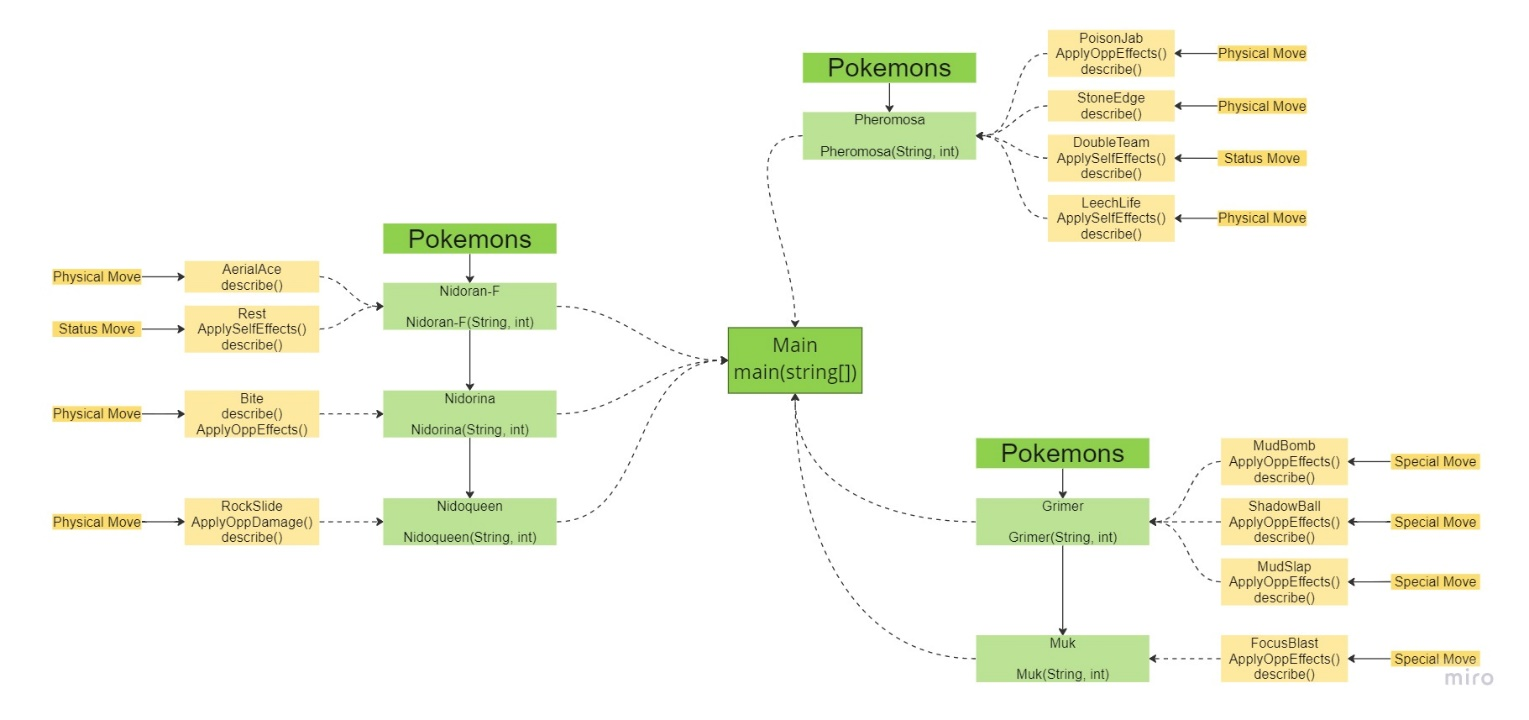 Pokemons
Pheromosa
Pheromosa(String, int)
PoisonJab
ApplyOppEffects()
describe()
Physical Move
StoneEdge
describe()
Physical Move
DoubleTeam
ApplySelfEffects()
describe()
Status Move
LeechLife
ApplySelfEffects()
describe()
Physical Move
Pokemons
Physical Move
AerialAce
describe()
Nidoran-F
Nidoran-F(String, int)
Status Move
Rest
ApplySelfEffects()
describe()
Main
main(string[])
Physical Move
Bite
describe()
ApplyOppEffects()
Nidorina
Nidorina(String, int)
Physical Move
RockSlide
ApplyOppDamage()
describe()
Nidoqueen
Nidoqueen(String, int)
Pokemons
Grimer
Grimer(String, int)
MudBomb
ApplyOppEffects()
describe()
Special Move
ShadowBall
ApplyOppEffects()
describe()
Special Move
MudSlap
ApplyOppEffects()
describe()
Special Move
Muk
Muk(String, int)
FocusBlast
ApplyOppEffects()
describe()
Special Move
miro